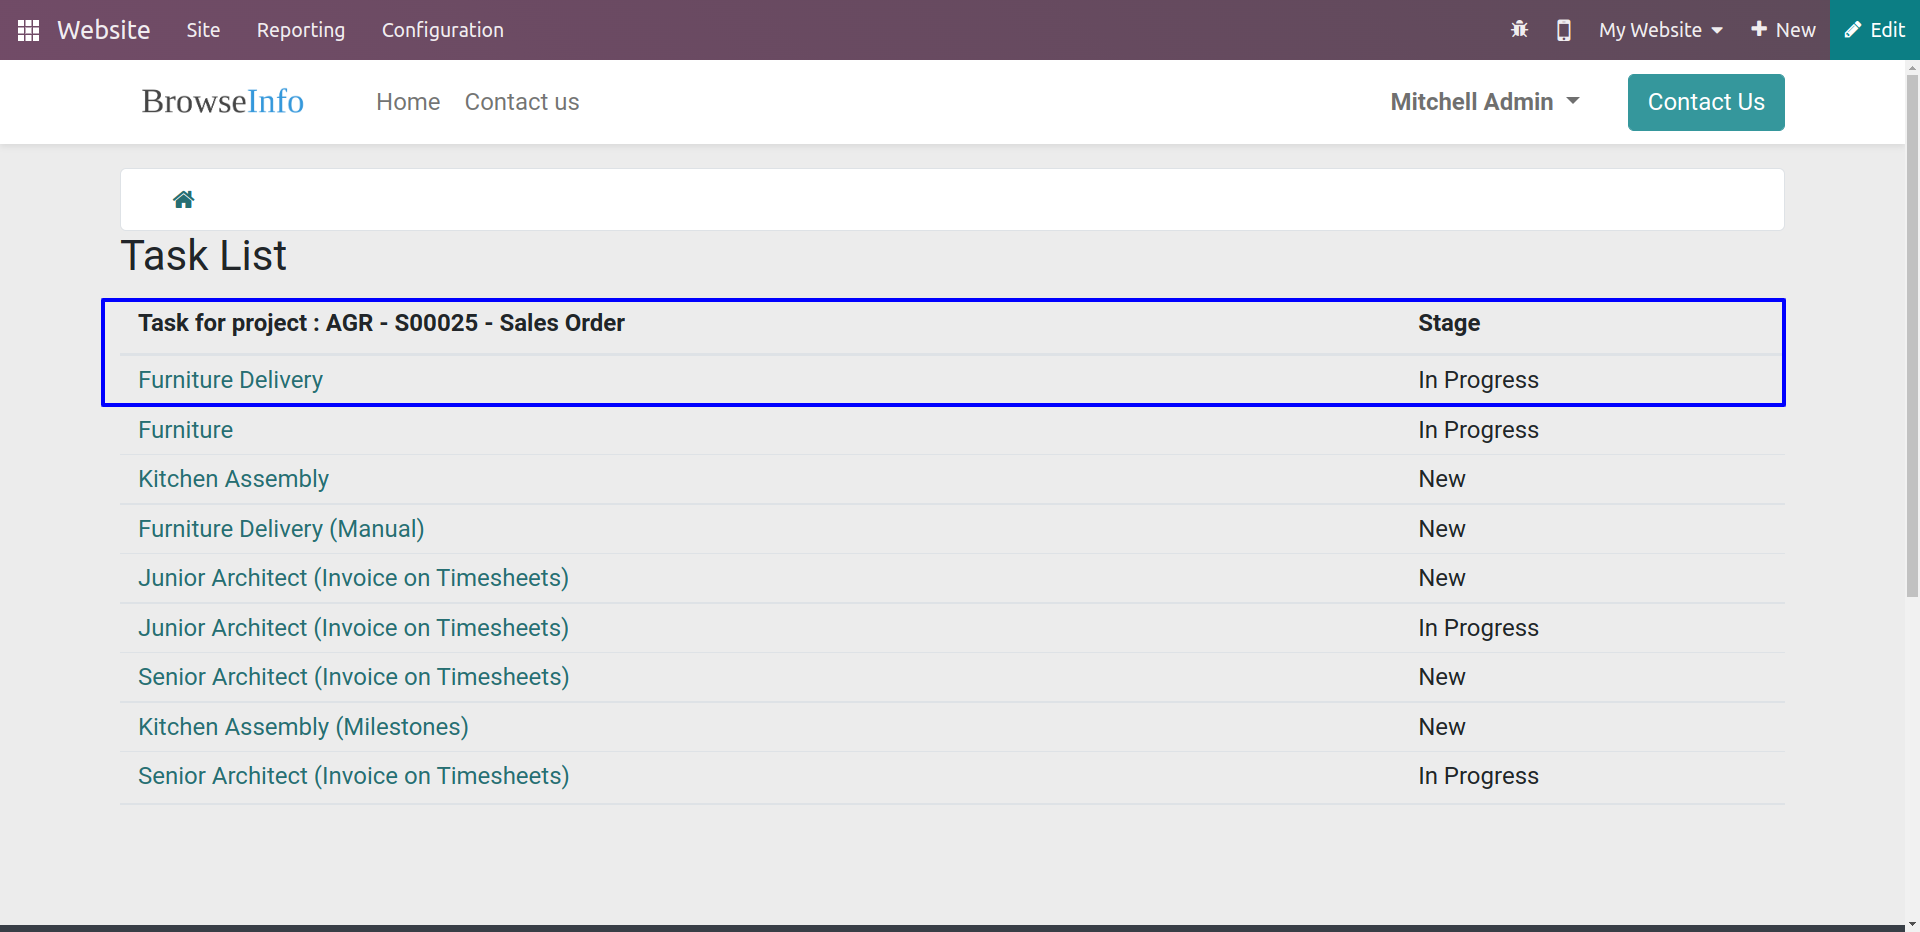 Website Site Reporting Configuration My Website New Edit
BrowseInfo Home Contact us Mitchell Admin Contact Us
Task List
Task for project : AGR - S00025 - Sales Order Stage
Furniture Delivery In Progress
Furniture In Progress
Kitchen Assembly New
Furniture Delivery (Manual) New
Junior Architect (Invoice on Timesheets) New
Junior Architect (Invoice on Timesheets) In Progress
Senior Architect (Invoice on Timesheets) New
Kitchen Assembly (Milestones) New
Senior Architect (Invoice on Timesheets) In Progress